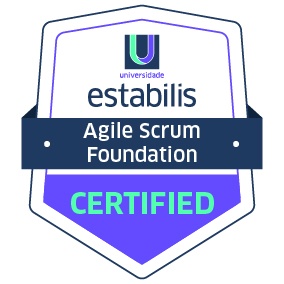 universidade
estabilis
Agile Scrum
Foundation
CERTIFIED